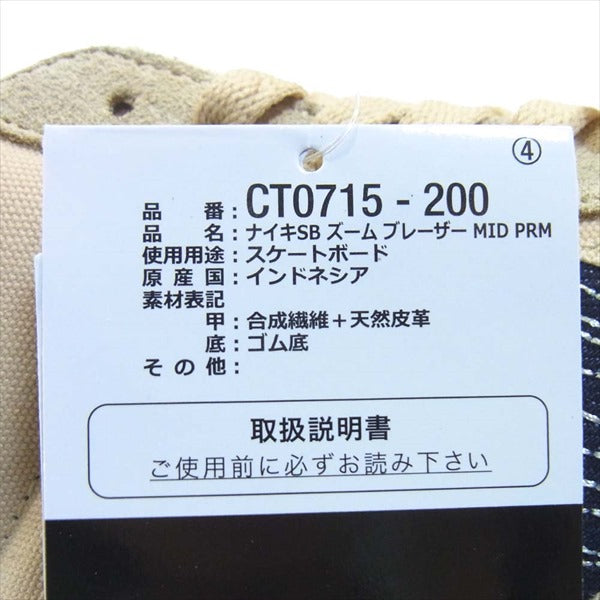 ④
品番：CT0715 - 200
品名：ナイキSB ズーム ブレーザー MID PRM
使用用途：スケートボード
原産国：インドネシア
素材表記
甲：合成繊維＋天然皮革
底：ゴム底
その他：
取扱説明書
ご使用前に必ずお読み下さい